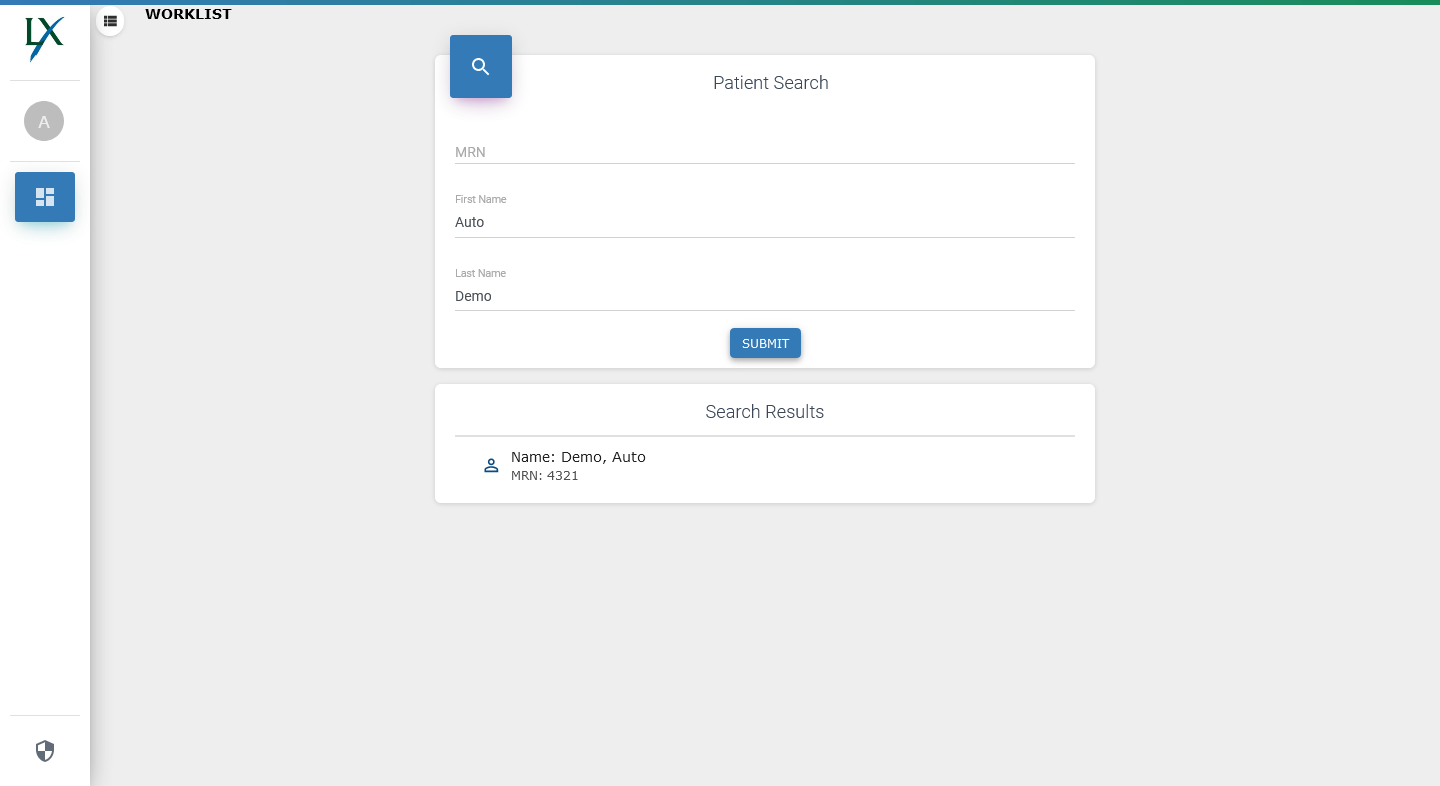 LX
WORKLIST
A
Patient Search
MRN
First Name
Auto
Last Name
Demo
SUBMIT
Search Results
Name: Demo, Auto
MRN: 4321